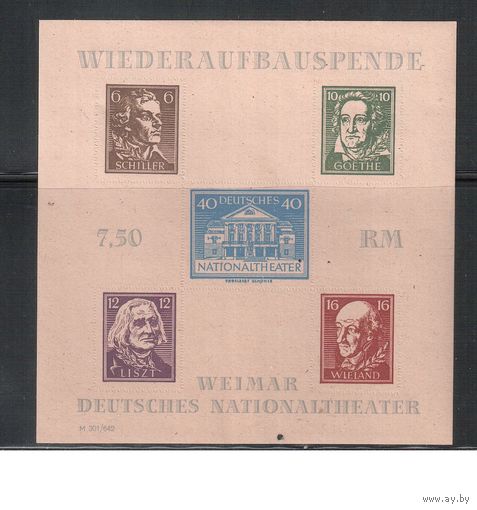 WIEDERAUFBAUSPENDE
6 6
SCHILLER
10 10
GOETHE
40 DEUTSCHES 40
NATIONALTHEATER
7,50 RM
12 12
LISZT
16 16
WIELAND
WEIMAR
DEUTSCHES NATIONALTHEATER
M 301/642
www.ay.by